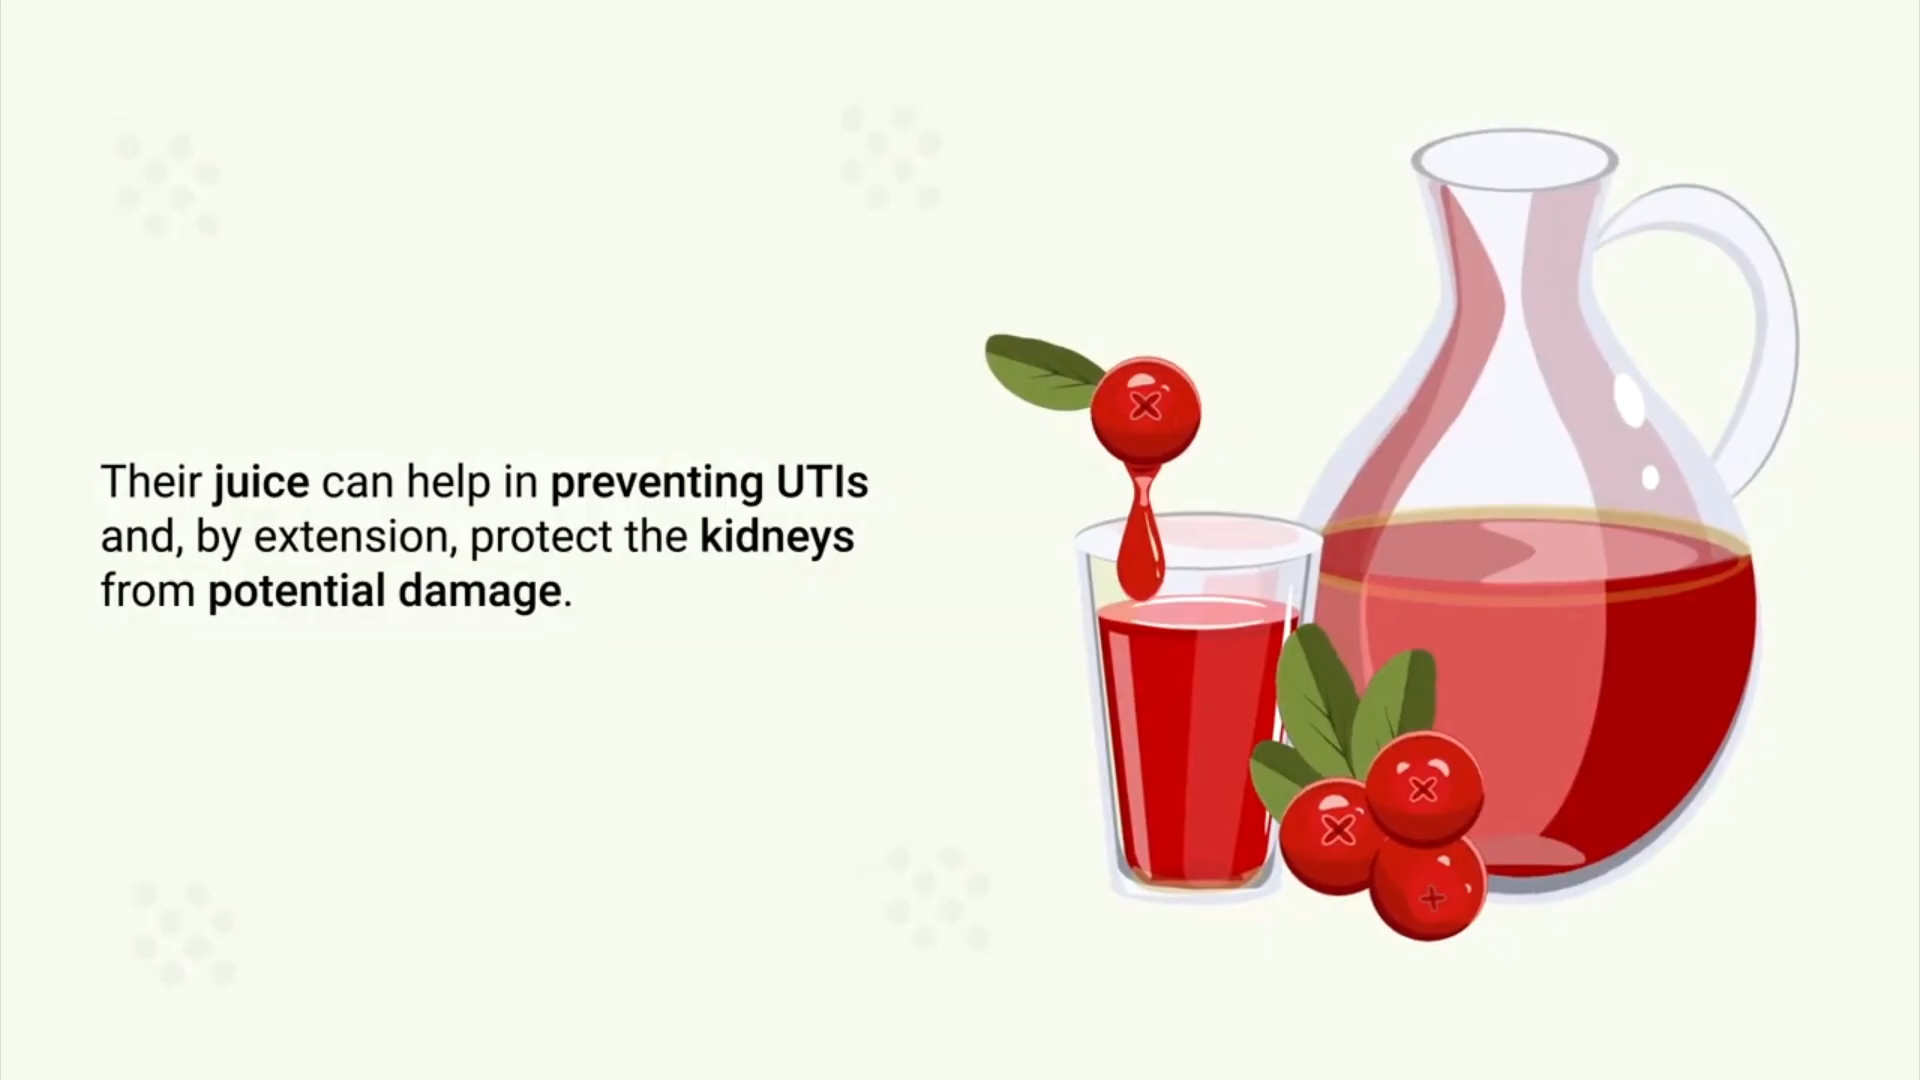 Their juice can help in preventing UTIs
and, by extension, protect the kidneys
from potential damage.